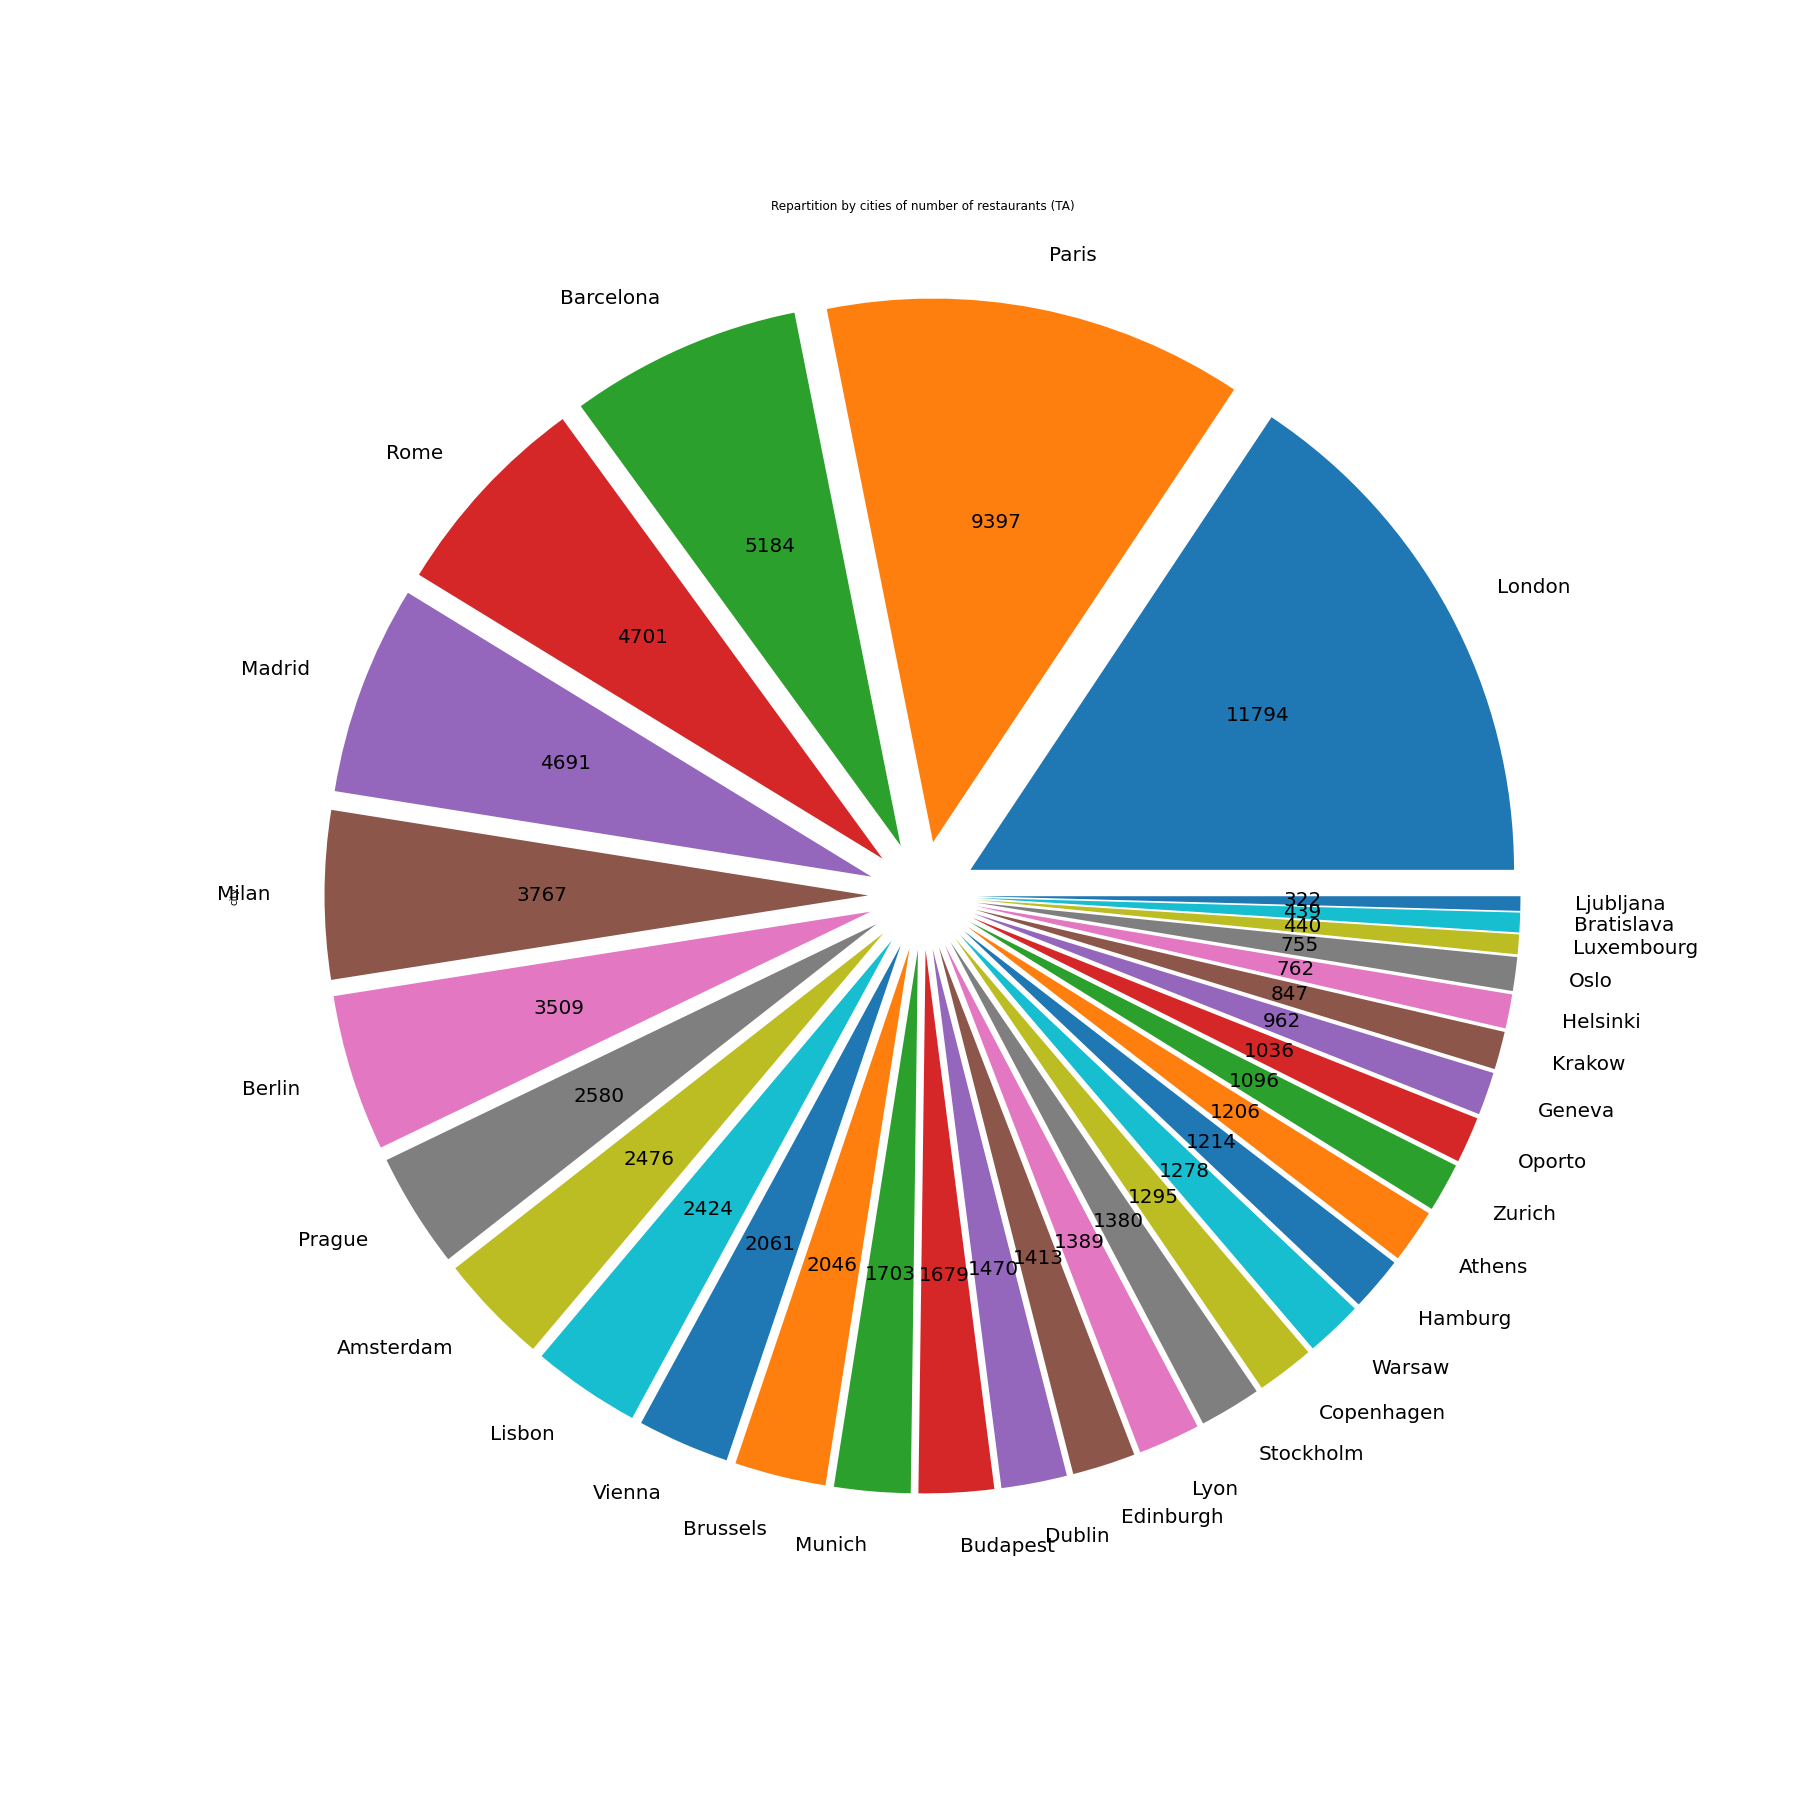 Repartition by cities of number of restaurants (TA)
Paris
Barcelona
Rome
Madrid
Milan
Berlin
Prague
Amsterdam
Lisbon
Vienna
Brussels
Munich
Budapest
Dublin
Edinburgh
Lyon
Stockholm
Copenhagen
Warsaw
Hamburg
Athens
Zurich
Oporto
Geneva
Krakow
Helsinki
Oslo
Luxembourg
Bratislava
Ljubljana
London
11794
9397
5184
4701
4691
3767
3509
2580
2476
2424
2061
2046
1703
1679
1470
1413
1389
1380
1295
1278
1214
1206
1096
1036
962
847
762
755
440
439
322